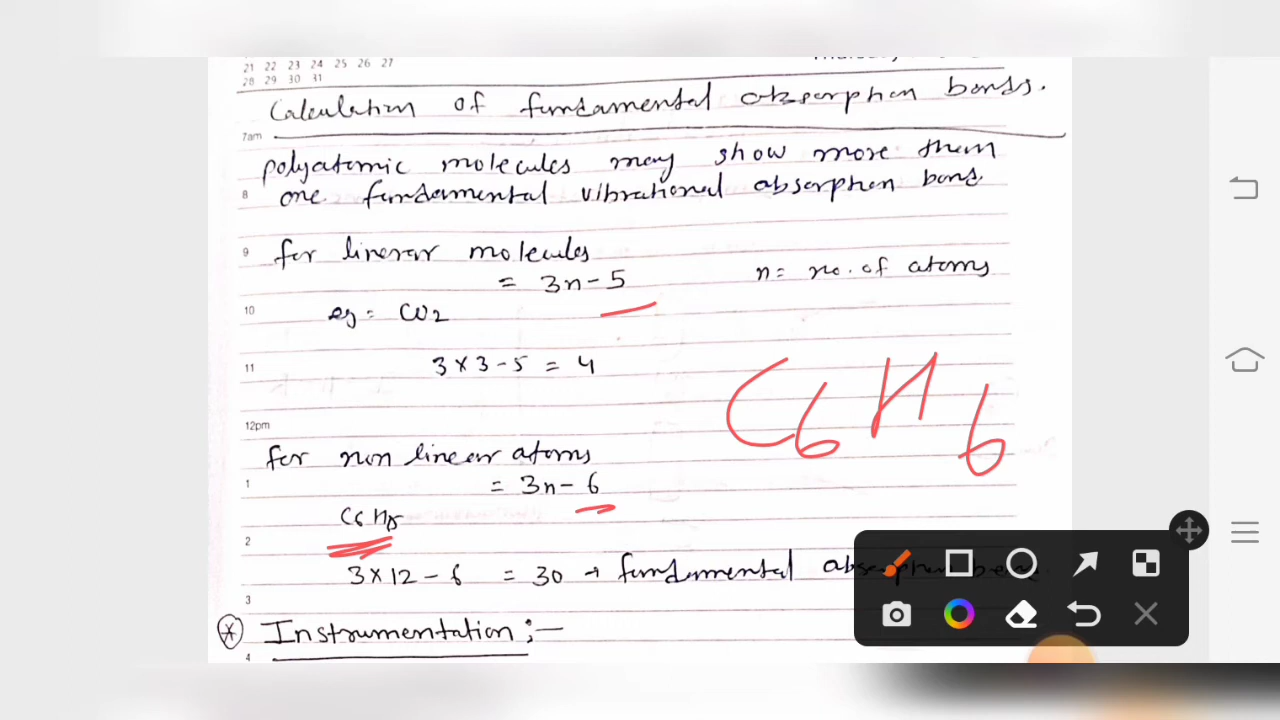 21 22 23 24 25 26 27
28 29 30 31
Calculation of fundamental absorption bonds.
7am
polyatomic molecules may show more them
8 one fundamental vibrational absorption bond
9 for linear molecules
= 3n-5 n= no. of atoms
10 eg = CO2
11 3×3-5 = 4
C6H6
12pm
for non linear atoms
1 = 3n-6
C6H6
2
3×12-6 = 30 → fundamental
3
Instrumentation :—
4